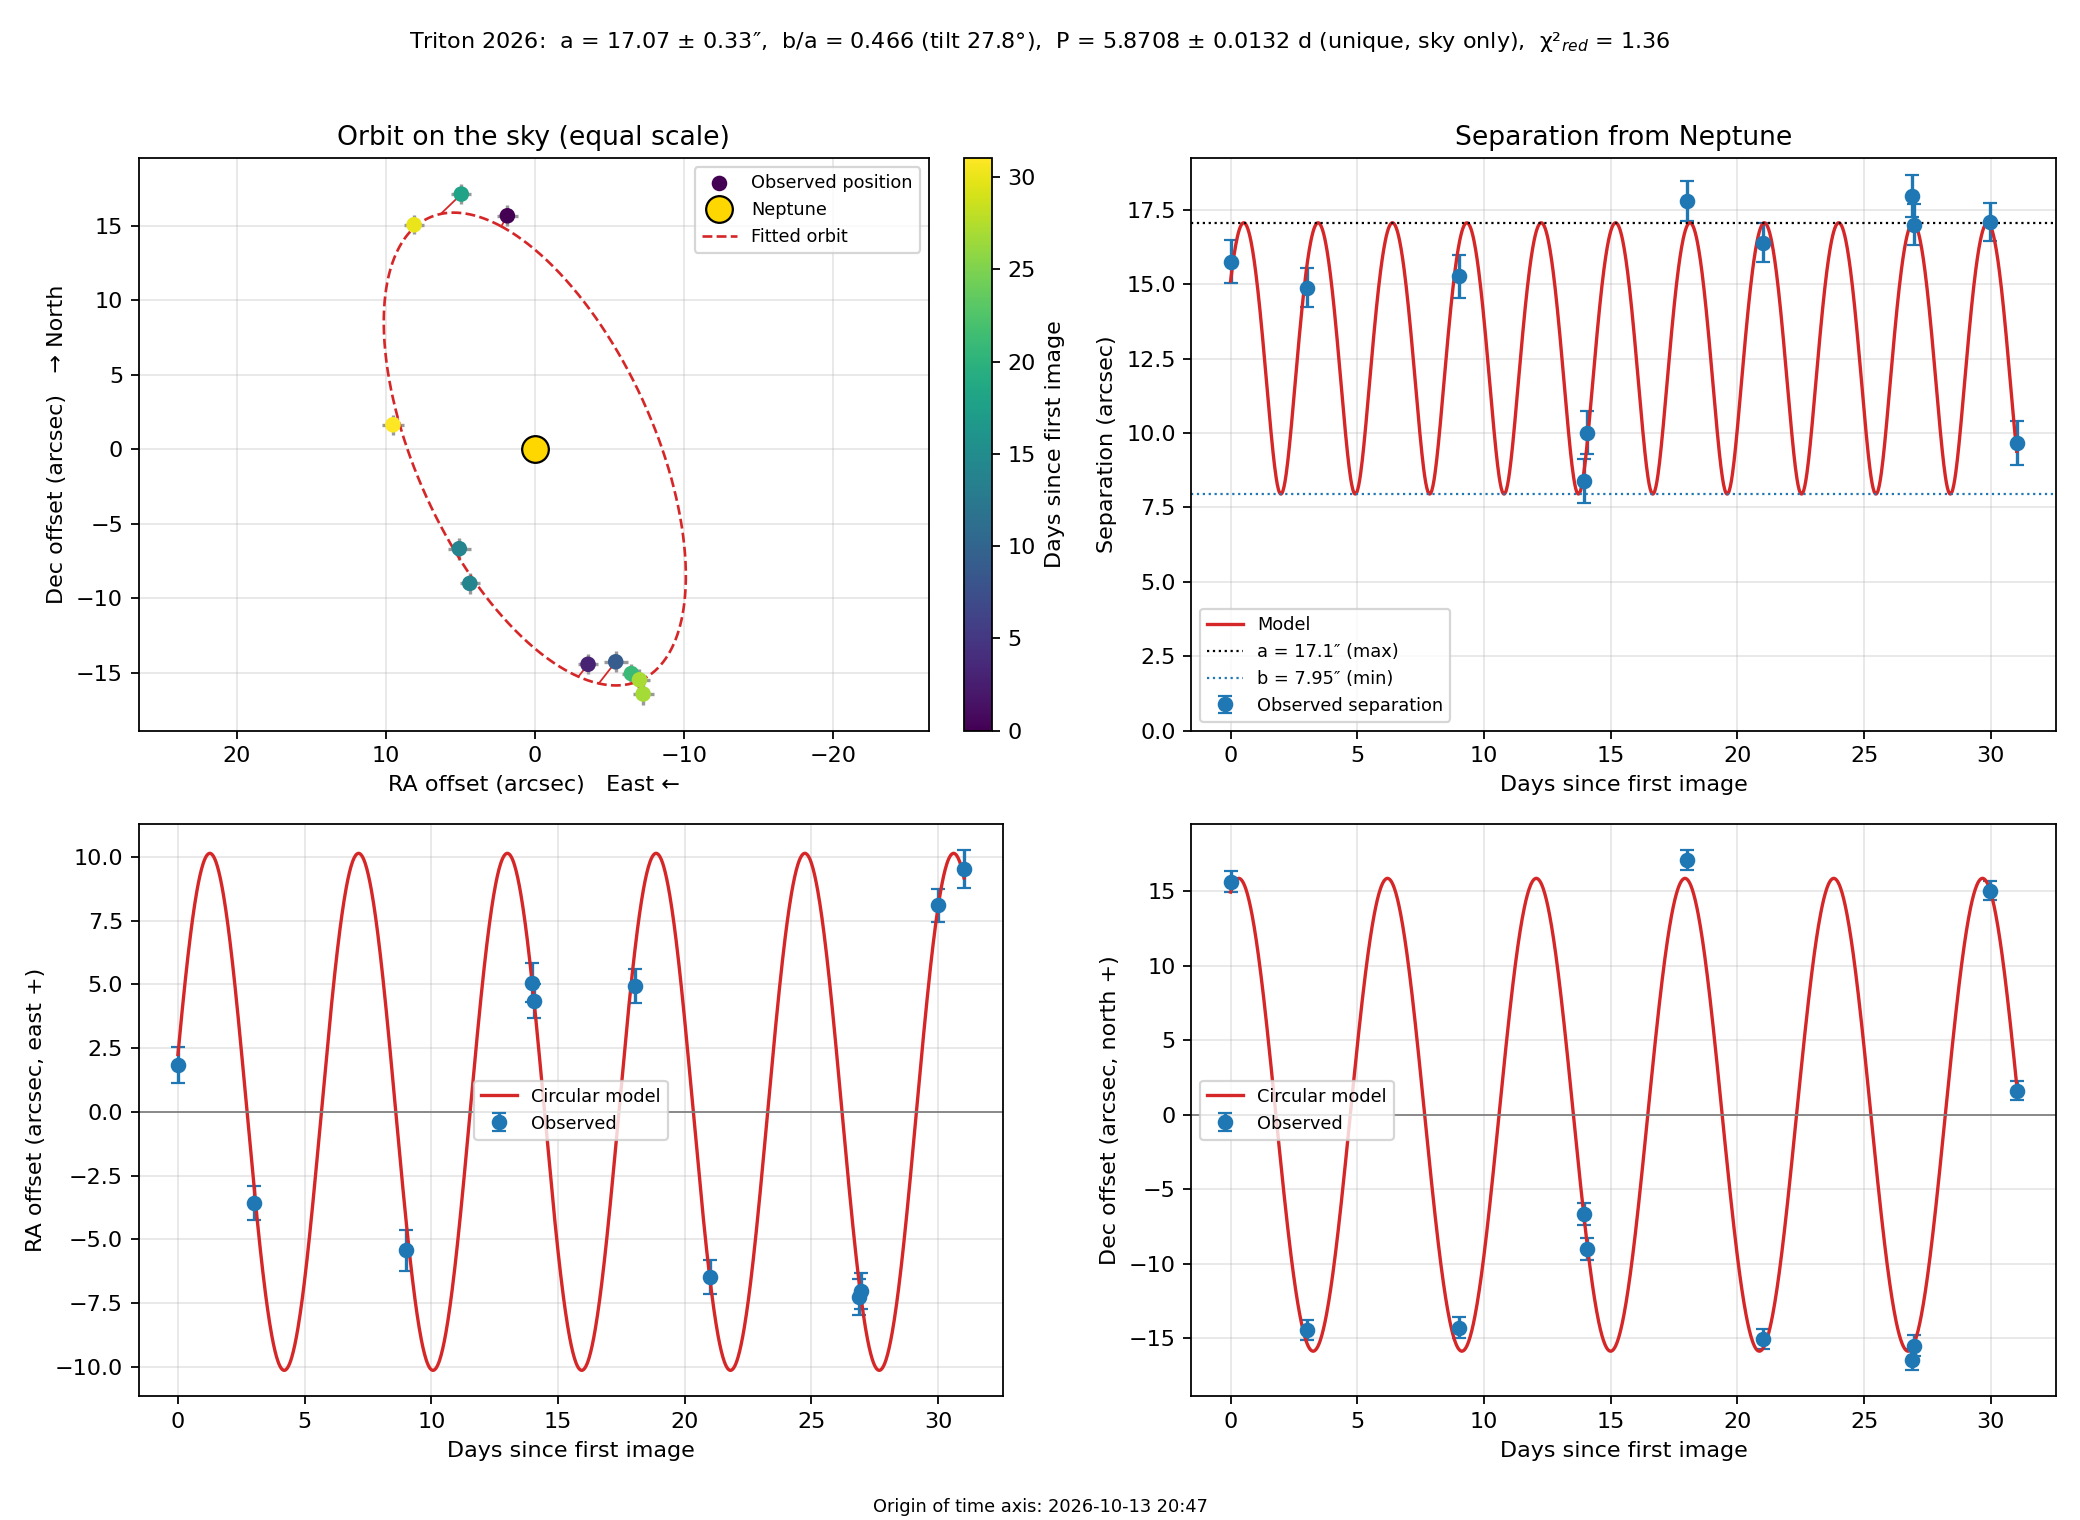 Triton 2026:  a = 17.07 ± 0.33″,  b/a = 0.466 (tilt 27.8°),  P = 5.8708 ± 0.0132 d (unique, sky only),  χ²red = 1.36
Orbit on the sky (equal scale)
Observed position
Neptune
Fitted orbit
15
10
5
0
−5
−10
−15
Dec offset (arcsec)   → North
20
10
0
−10
−20
RA offset (arcsec)   East ←
30
25
20
15
10
5
0
Days since first image
Separation from Neptune
17.5
15.0
12.5
10.0
7.5
5.0
2.5
0.0
Separation (arcsec)
Model
a = 17.1″ (max)
b = 7.95″ (min)
Observed separation
0
5
10
15
20
25
30
Days since first image
10.0
7.5
5.0
2.5
0.0
−2.5
−5.0
−7.5
−10.0
RA offset (arcsec, east +)
Circular model
Observed
0
5
10
15
20
25
30
Days since first image
15
10
5
0
−5
−10
−15
Dec offset (arcsec, north +)
Circular model
Observed
0
5
10
15
20
25
30
Days since first image
Origin of time axis: 2026-10-13 20:47